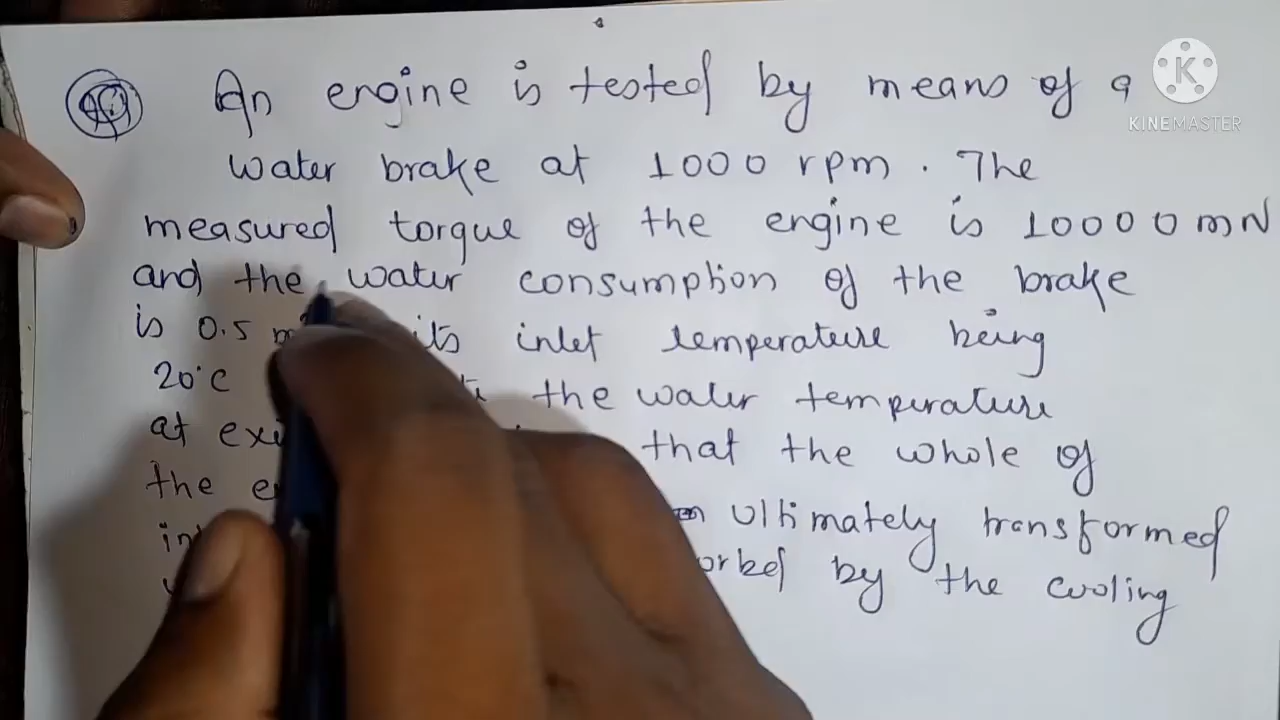 An engine is tested by means of a
KINEMASTER
water brake at 1000 rpm. The
measured torque of the engine is 10000 mN
and the water consumption of the brake
is 0.5 its inlet temperature being
20°C the water temperature
at that the whole of
the
ultimately transformed
by the cooling